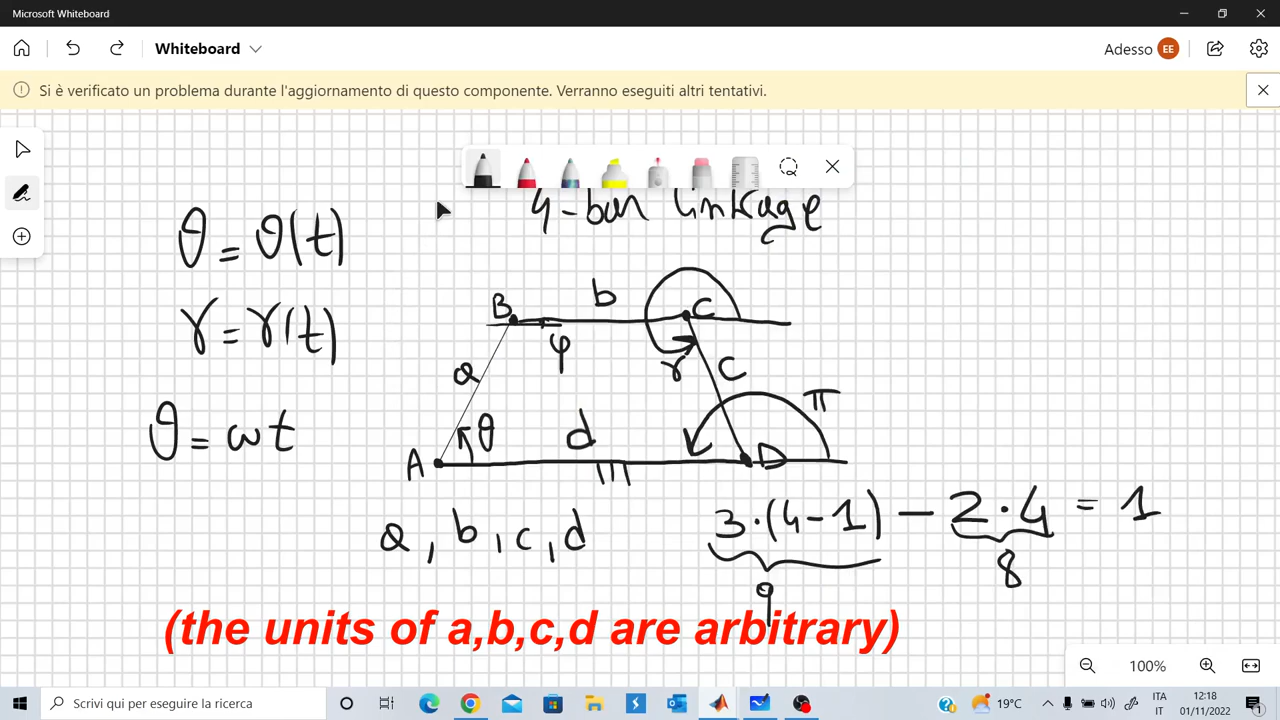 Microsoft Whiteboard
Whiteboard
Adesso EE
Si è verificato un problema durante l'aggiornamento di questo componente. Verranno eseguiti altri tentativi.
4-bar linkage
ϑ = ϑ(t)
γ = γ(t)
ϑ = ωt
B b C
φ γ c
a
θ d π
A D
a, b, c, d
3·(4-1) - 2·4 = 1
9 8
(the units of a,b,c,d are arbitrary)
100%
Scrivi qui per eseguire la ricerca
19°C
ITA
IT
12:18
01/11/2022
1